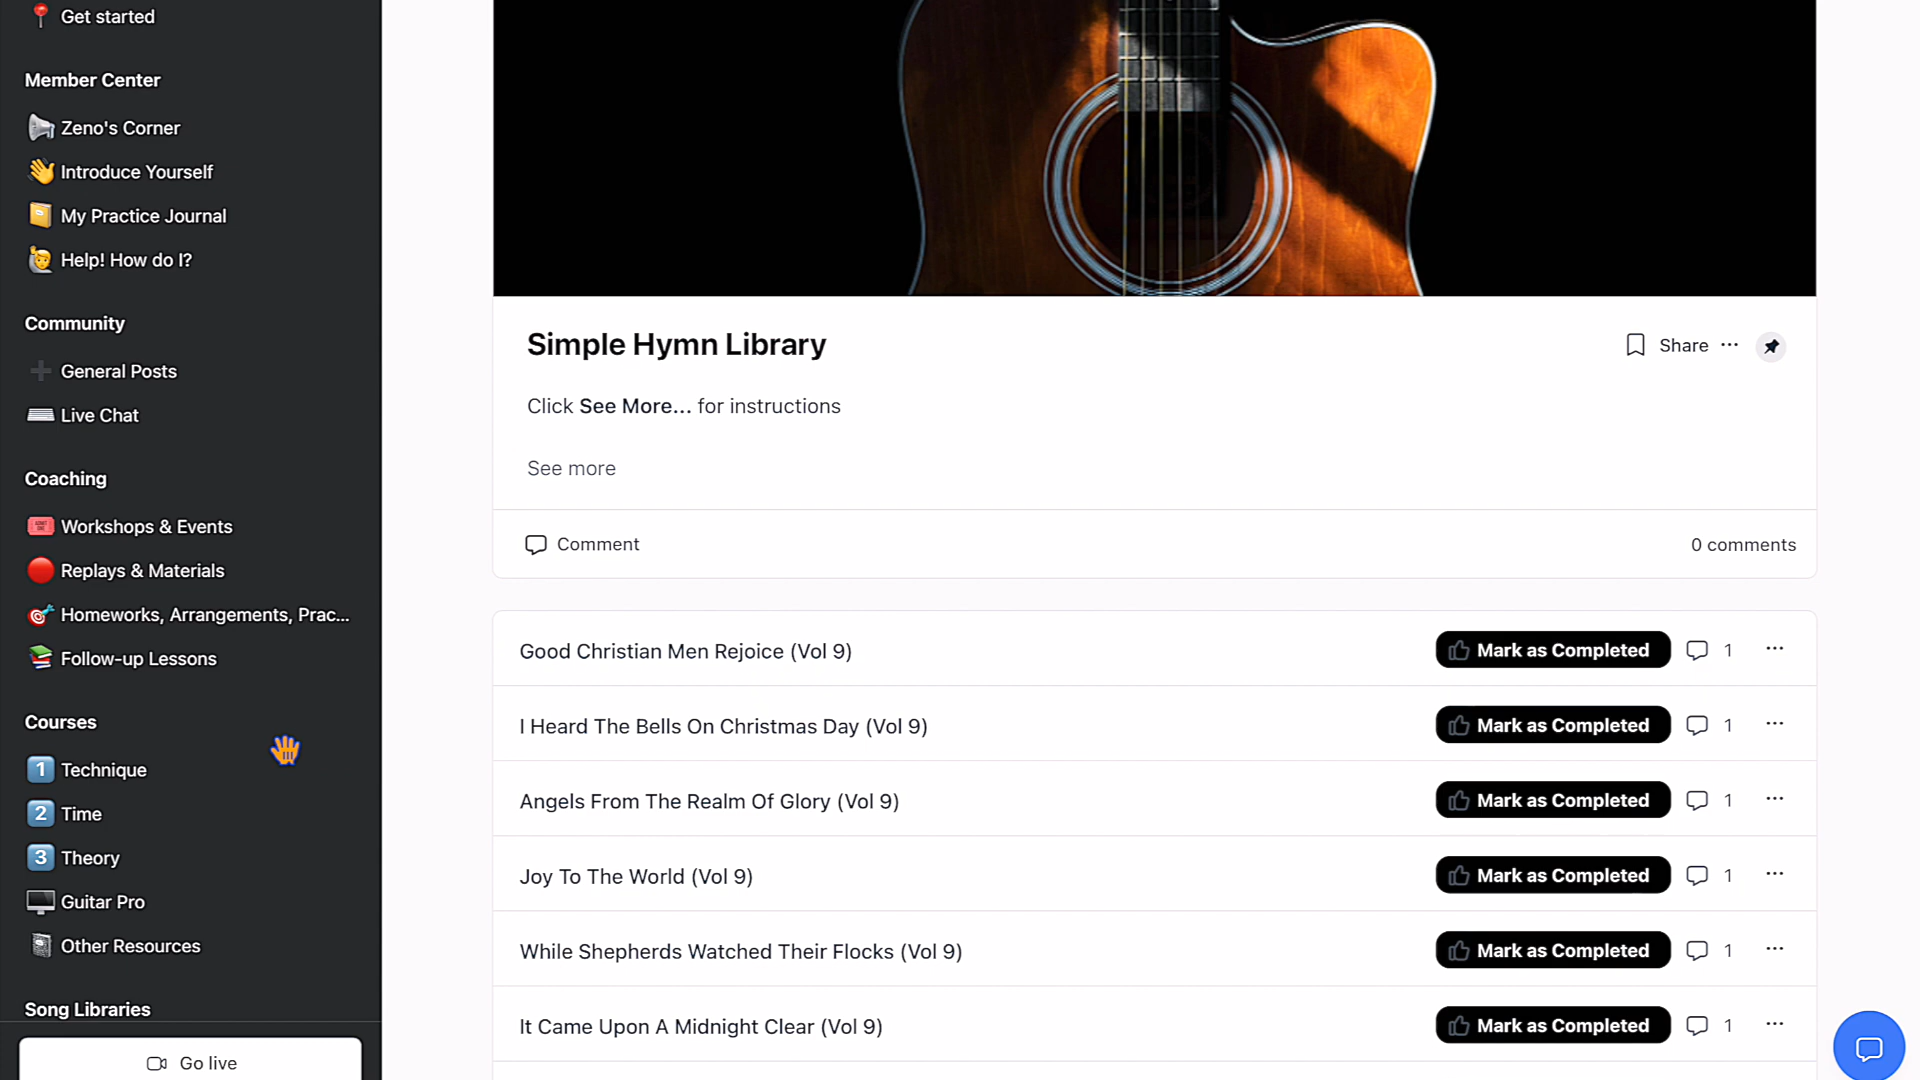 Get started
Member Center
Zeno's Corner
Introduce Yourself
My Practice Journal
Help! How do I?
Community
General Posts
Live Chat
Coaching
Workshops & Events
Replays & Materials
Homeworks, Arrangements, Prac...
Follow-up Lessons
Courses
1 Technique
2 Time
3 Theory
Guitar Pro
Other Resources
Song Libraries
Go live
Simple Hymn Library
Share
Click See More... for instructions
See more
Comment
0 comments
Good Christian Men Rejoice (Vol 9) Mark as Completed 1
I Heard The Bells On Christmas Day (Vol 9) Mark as Completed 1
Angels From The Realm Of Glory (Vol 9) Mark as Completed 1
Joy To The World (Vol 9) Mark as Completed 1
While Shepherds Watched Their Flocks (Vol 9) Mark as Completed 1
It Came Upon A Midnight Clear (Vol 9) Mark as Completed 1